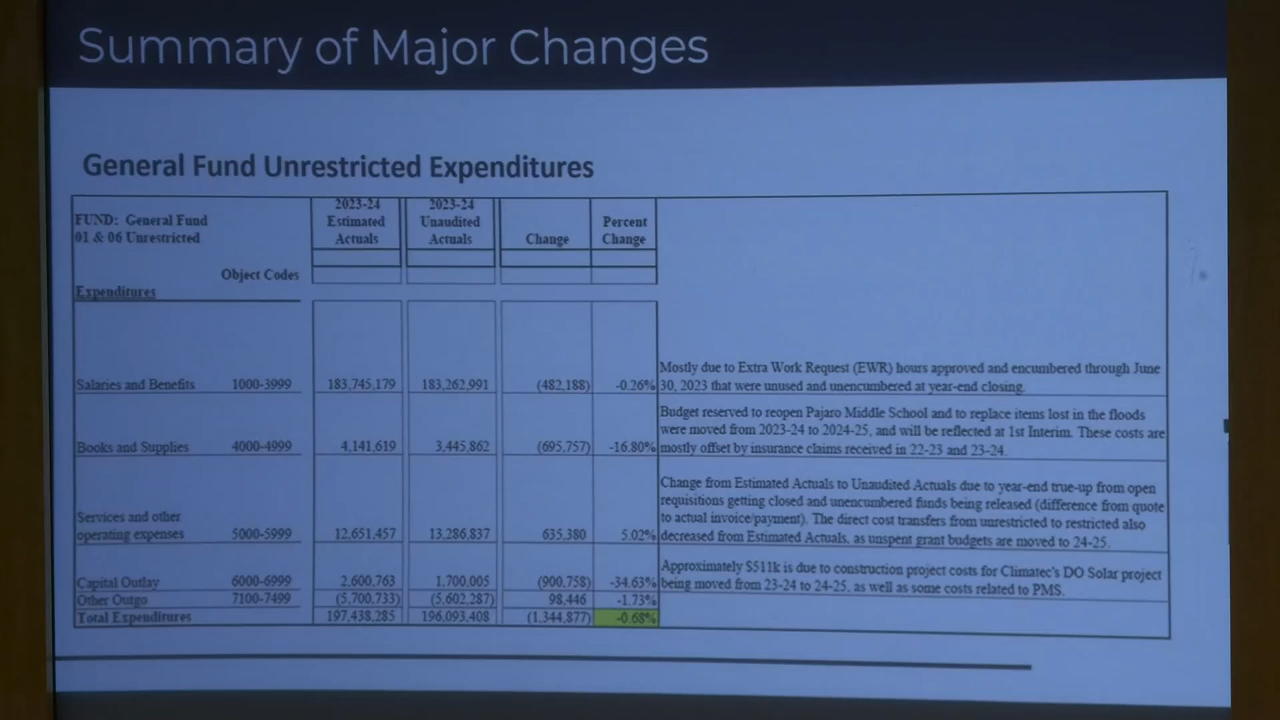 Summary of Major Changes
General Fund Unrestricted Expenditures
FUND: General Fund
01 & 06 Unrestricted
2023-24
Estimated
Actuals
2023-24
Unaudited
Actuals
Change
Percent
Change
Object Codes
Expenditures
Salaries and Benefits 1000-3999 183,745,179 183,262,991 (482,188) -0.26%
Mostly due to Extra Work Request (EWR) hours approved and encumbered through June
30, 2023 that were unused and unencumbered at year-end closing.
Books and Supplies 4000-4999 4,141,619 3,445,862 (695,757) -16.80%
Budget reserved to reopen Pajaro Middle School and to replace items lost in the floods
were moved from 2023-24 to 2024-25, and will be reflected at 1st Interim. These costs are
mostly offset by insurance claims received in 22-23 and 23-24.
Services and other
operating expenses 5000-5999 12,651,457 13,286,837 635,380 5.02%
Change from Estimated Actuals to Unaudited Actuals due to year-end true-up from open
requisitions getting closed and unencumbered funds being released (difference from quote
to actual invoice/payment). The direct cost transfers from unrestricted to restricted also
decreased from Estimated Actuals, as unspent grant budgets are moved to 24-25.
Capital Outlay 6000-6999 2,600,763 1,700,005 (900,758) -34.63%
Approximately $511k is due to construction project costs for Climatec's DO Solar project
being moved from 23-24 to 24-25, as well as some costs related to PMS.
Other Outgo 7100-7499 (5,700,733) (5,602,287) 98,446 -1.73%
Total Expenditures 197,438,285 196,093,408 (1,344,877) -0.68%